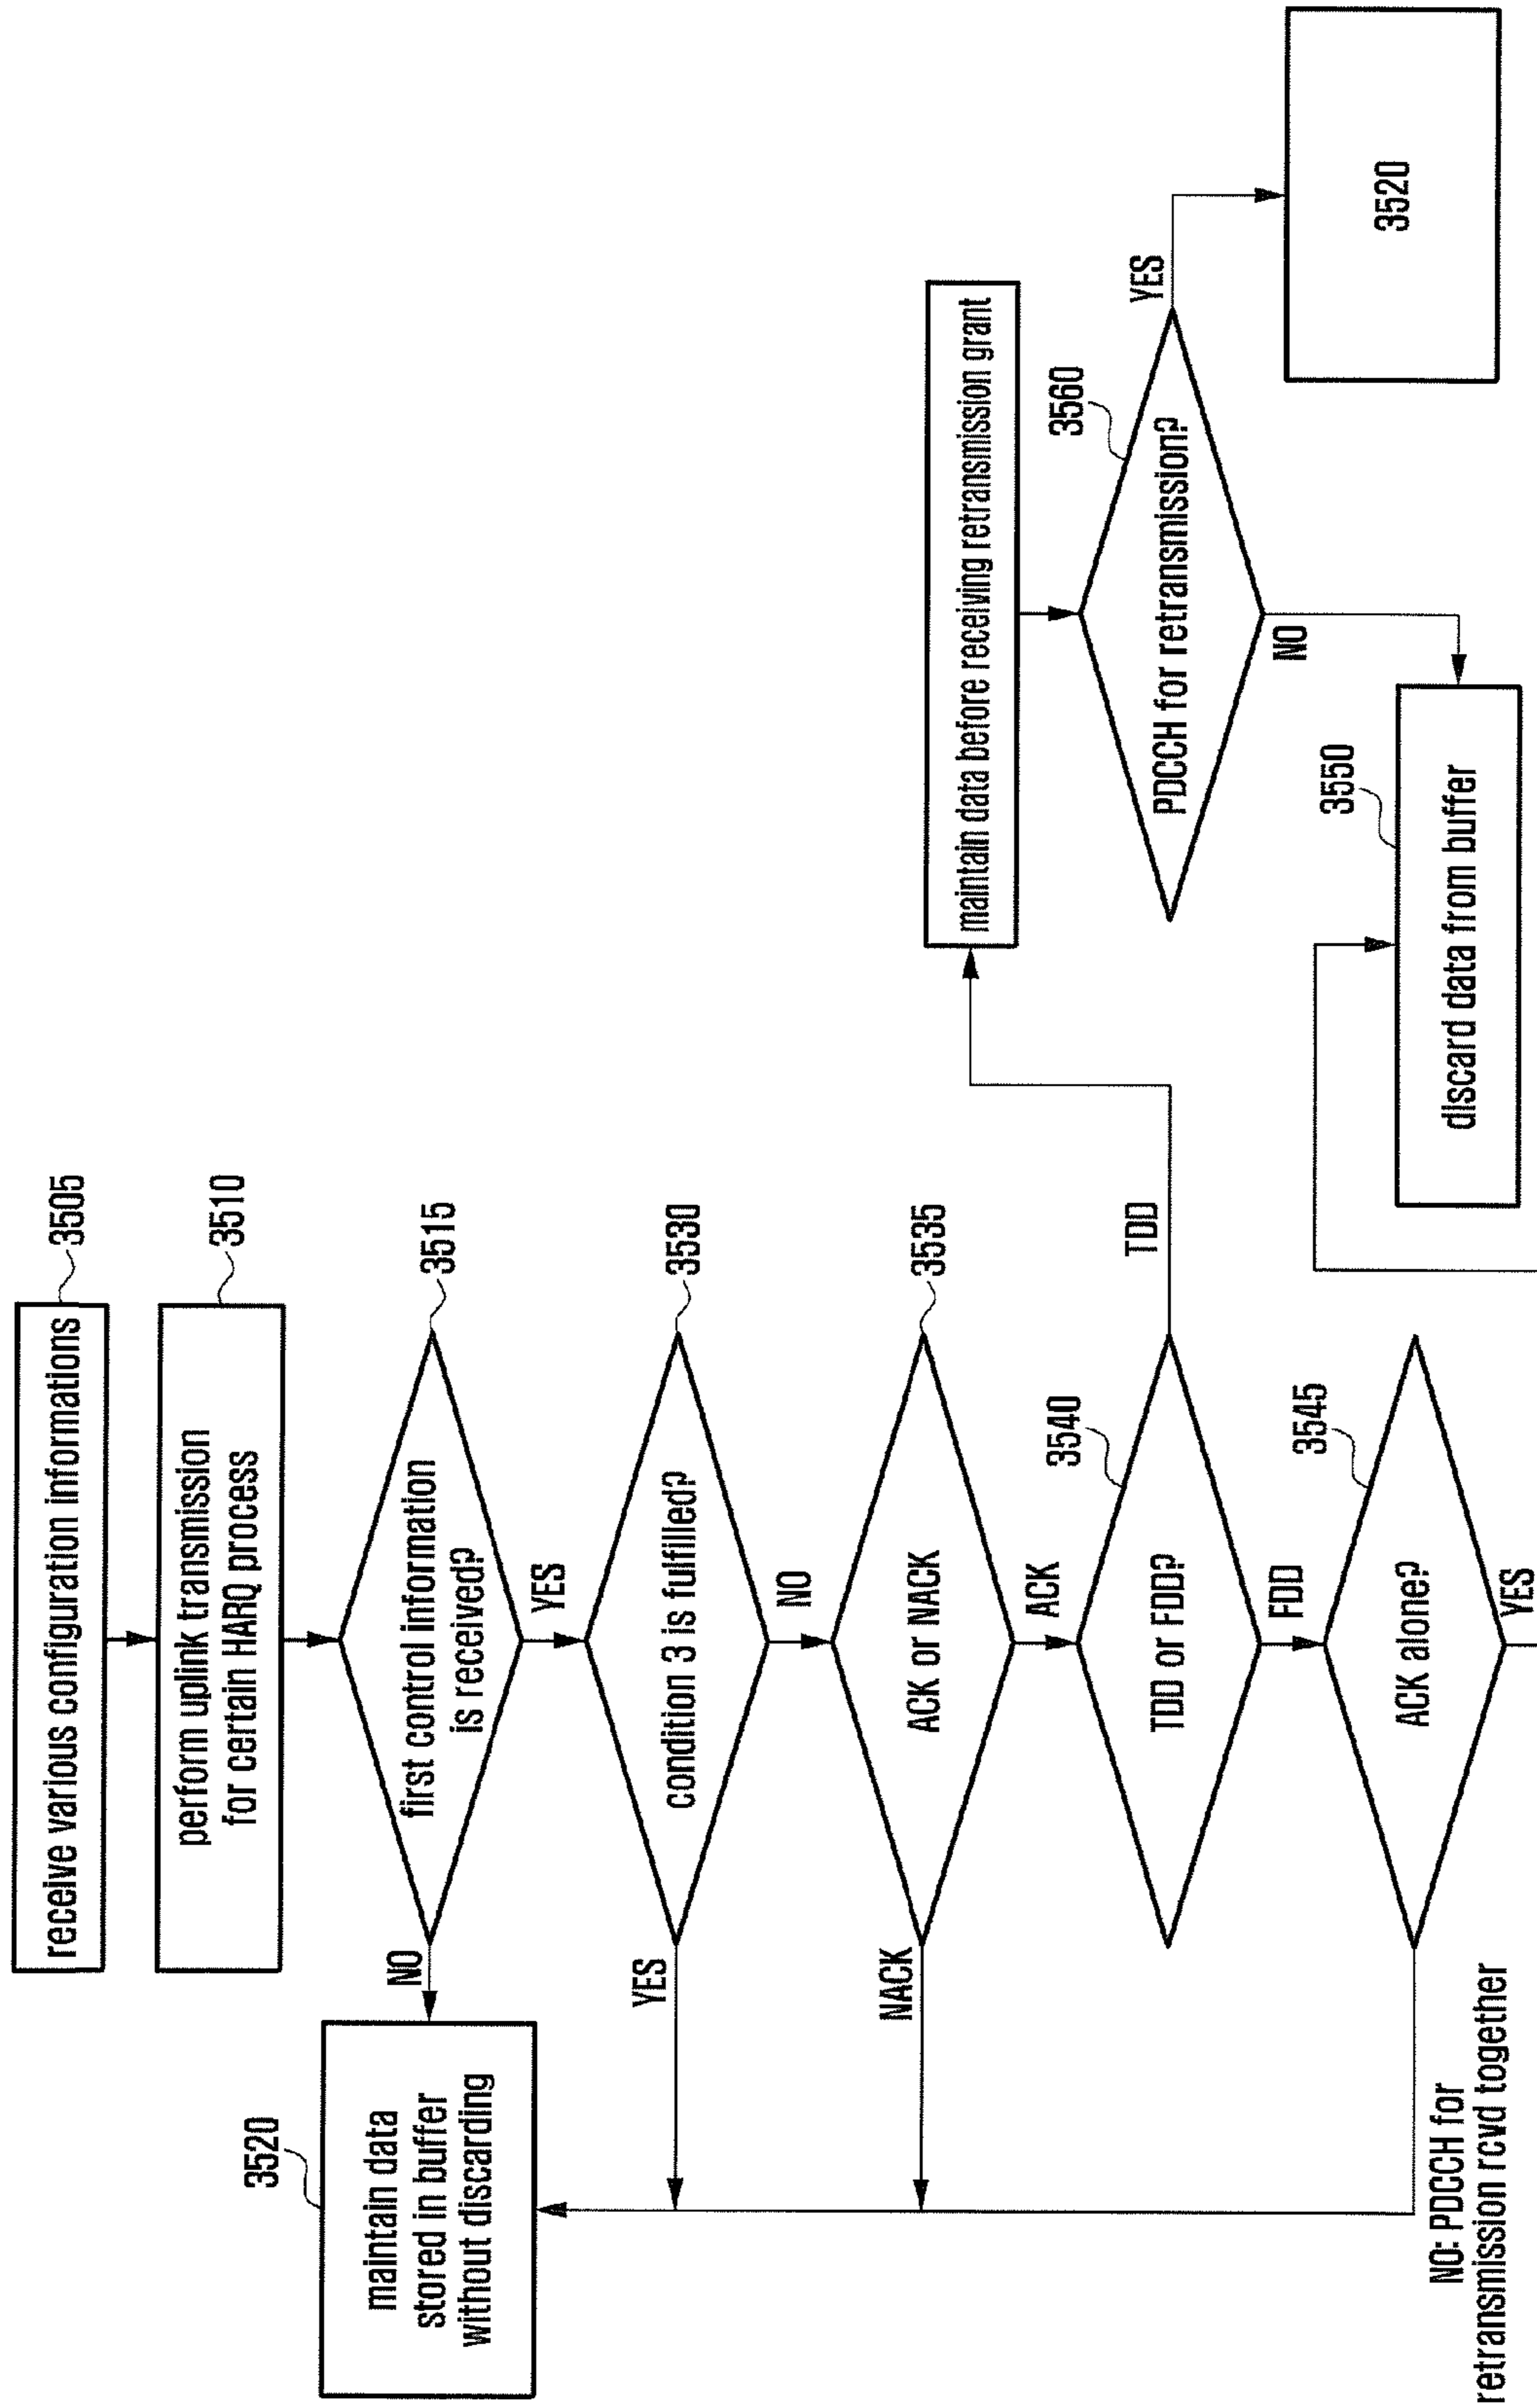 receive various configuration informations
3505
perform uplink transmission
for certain HARQ process
3510
first control information
is received?
3515
NO
YES
3520
maintain data
stored in buffer
without discarding
condition 3 is fulfilled?
3530
YES
NO
ACK or NACK
3535
NACK
ACK
TDD or FDD?
3540
TDD
FDD
maintain data before receiving retransmission grant
PDCCH for retransmission?
3560
YES
NO
3520
ACK alone?
3545
YES
NO: PDCCH for
retransmission rcvd together
discard data from buffer
3550